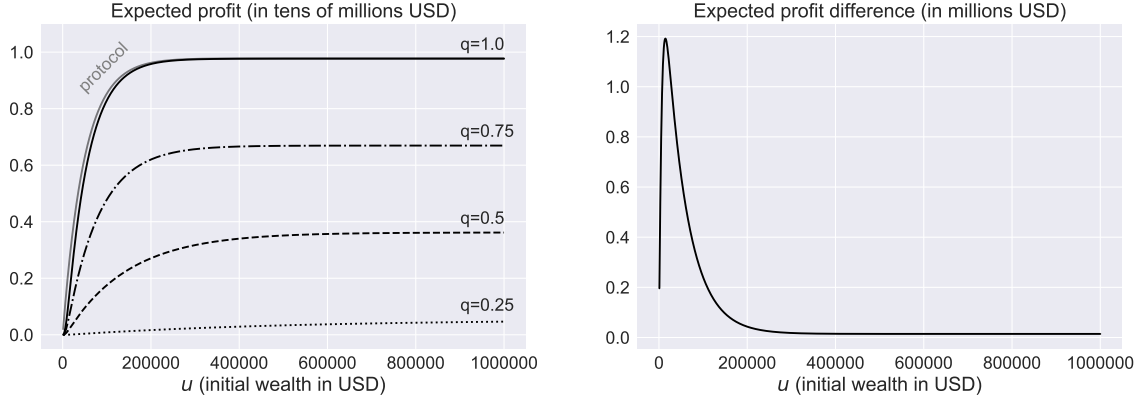 Expected profit (in tens of millions USD)
1.0
0.8
0.6
0.4
0.2
0.0
protocol
q=1.0
q=0.75
q=0.5
q=0.25
0 200000 400000 600000 800000 1000000
u (initial wealth in USD)
Expected profit difference (in millions USD)
1.2
1.0
0.8
0.6
0.4
0.2
0.0
0 200000 400000 600000 800000 1000000
u (initial wealth in USD)